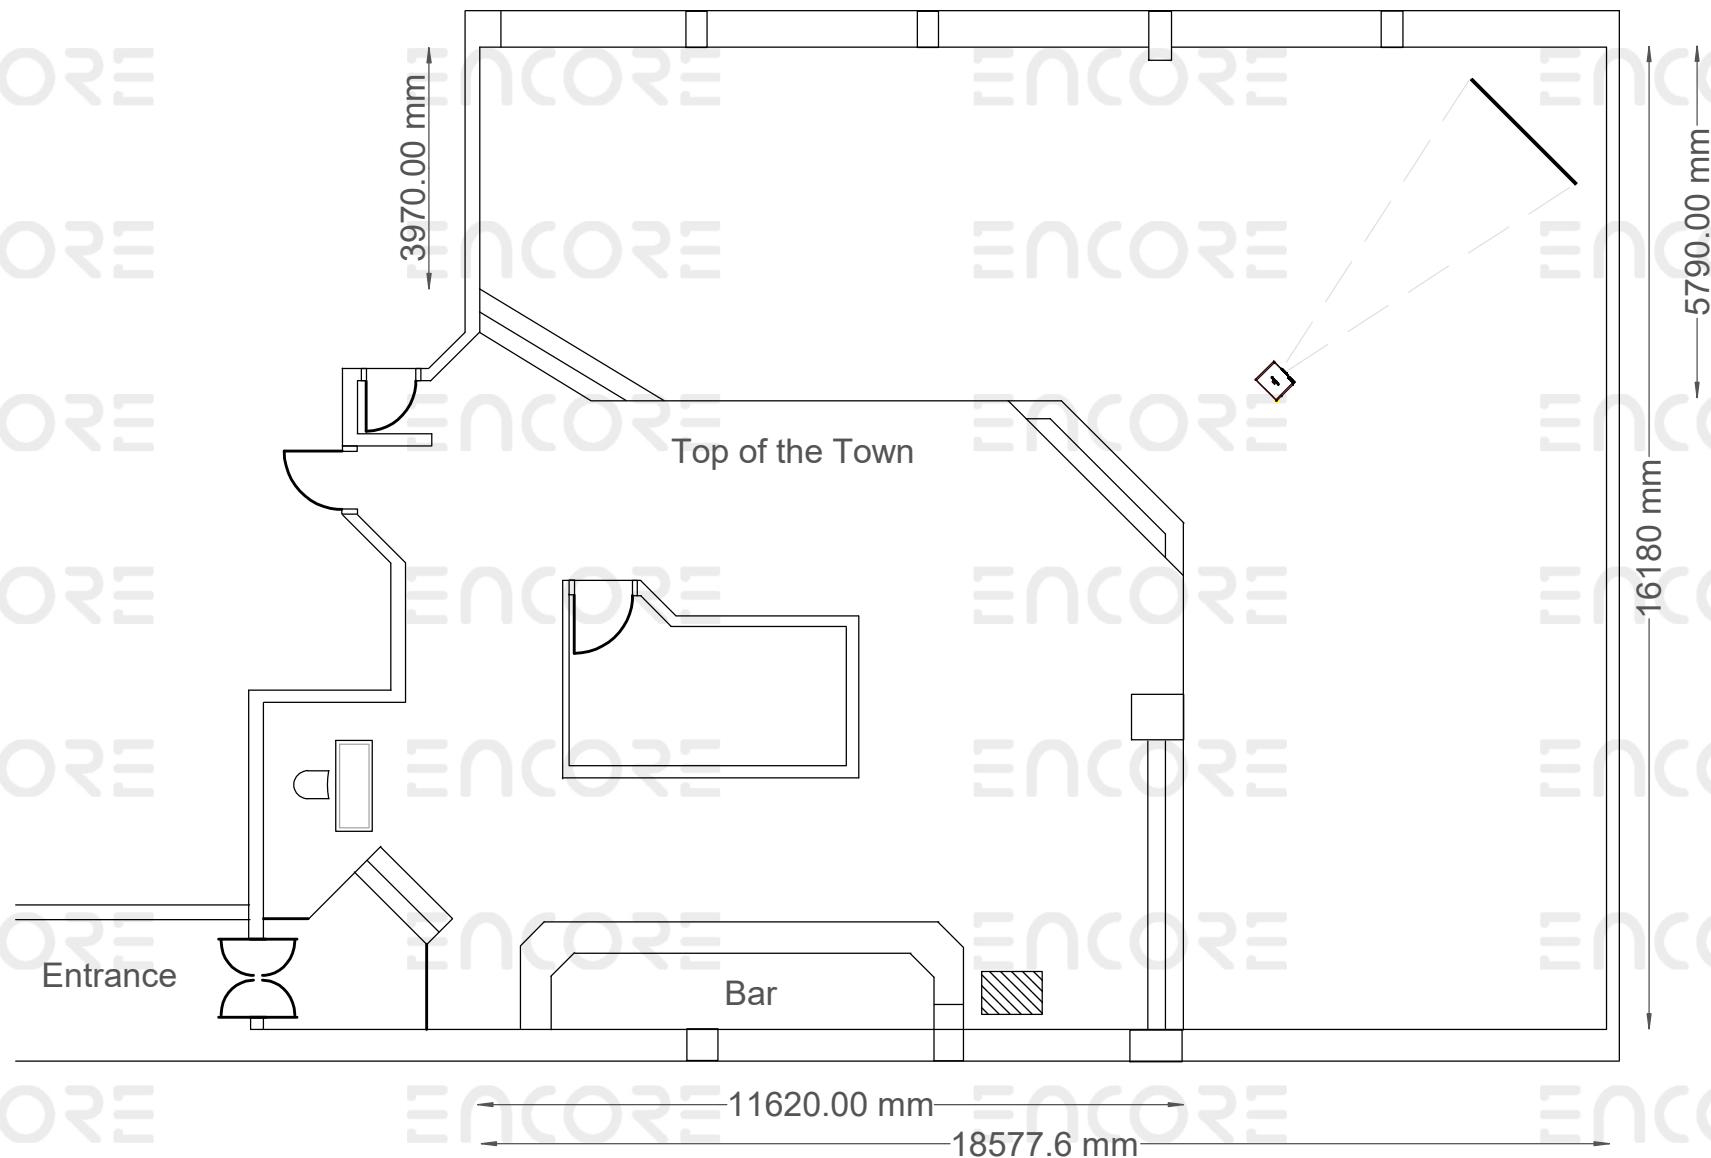 ENCORE
3970.00 mm
5790.00 mm
Top of the Town
16180 mm
Entrance
Bar
11620.00 mm
18577.6 mm